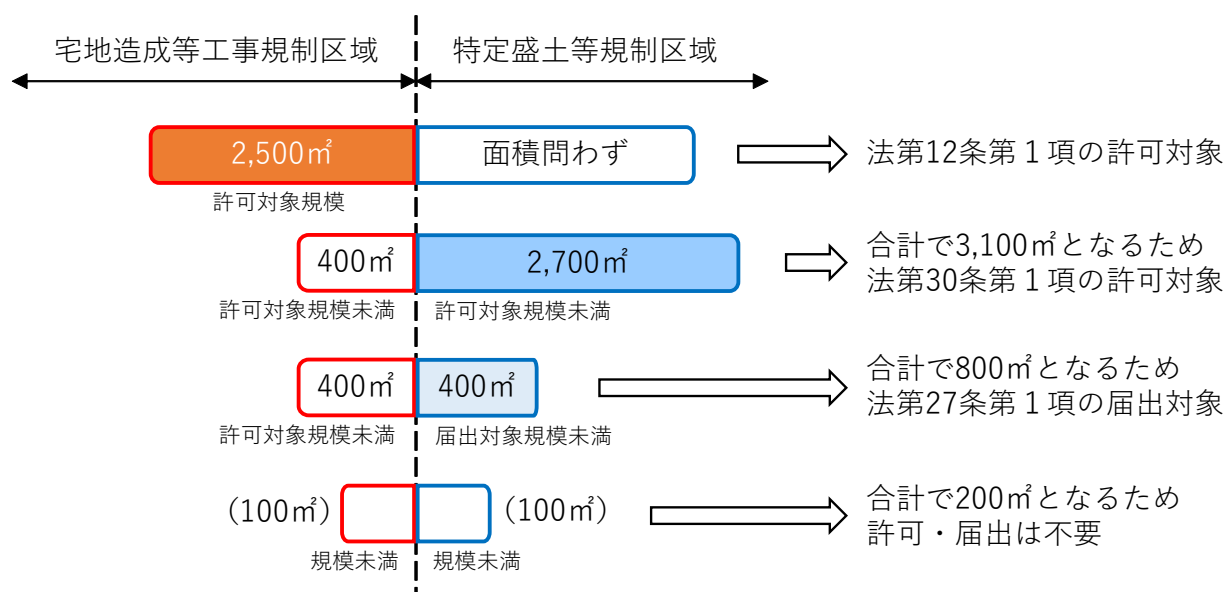 宅地造成等工事規制区域
特定盛土等規制区域
2,500㎡
面積問わず
法第12条第１項の許可対象
許可対象規模
400㎡
2,700㎡
合計で3,100㎡となるため
法第30条第１項の許可対象
許可対象規模未満
許可対象規模未満
400㎡
400㎡
合計で800㎡となるため
法第27条第１項の届出対象
許可対象規模未満
届出対象規模未満
(100㎡)
(100㎡)
合計で200㎡となるため
許可・届出は不要
規模未満
規模未満